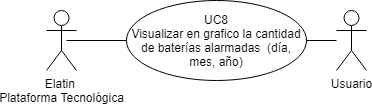 UC8
Visualizar en grafico la cantidad
de baterías alarmadas (día,
mes, año)
Elatin
Plataforma Tecnológica
Usuario